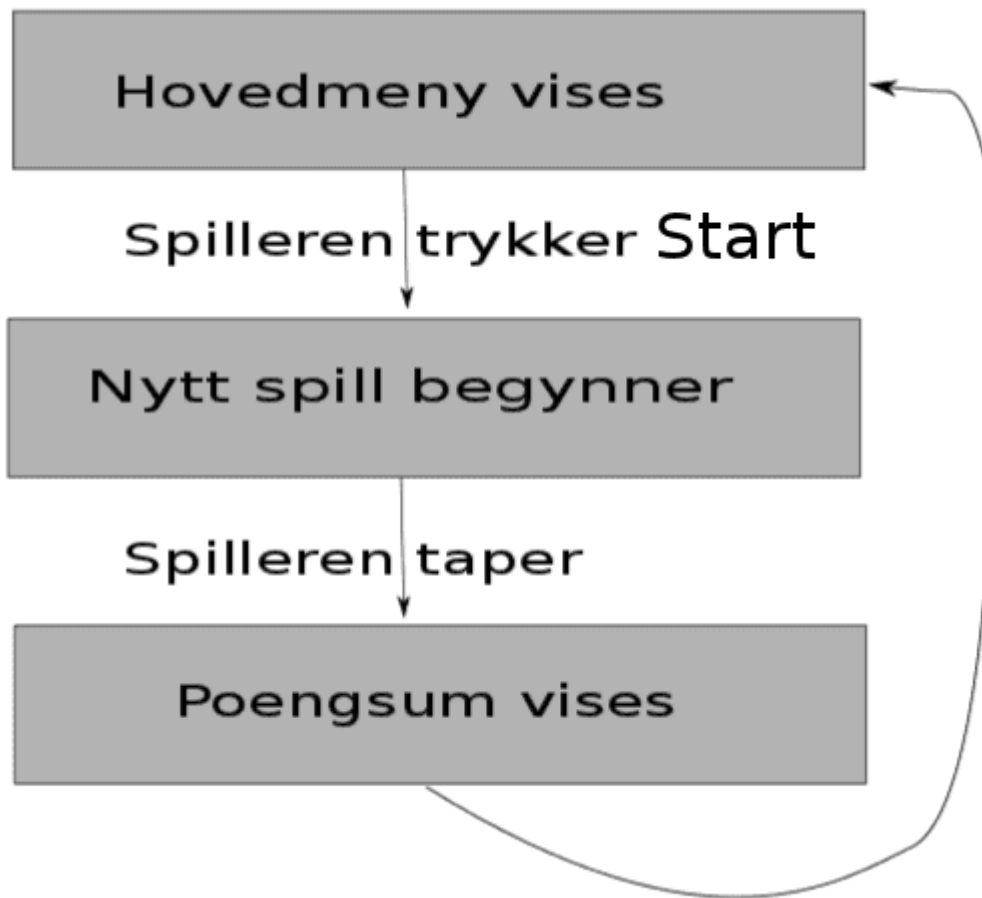 Hovedmeny vises
Spilleren trykker Start
Nytt spill begynner
Spilleren taper
Poengsum vises